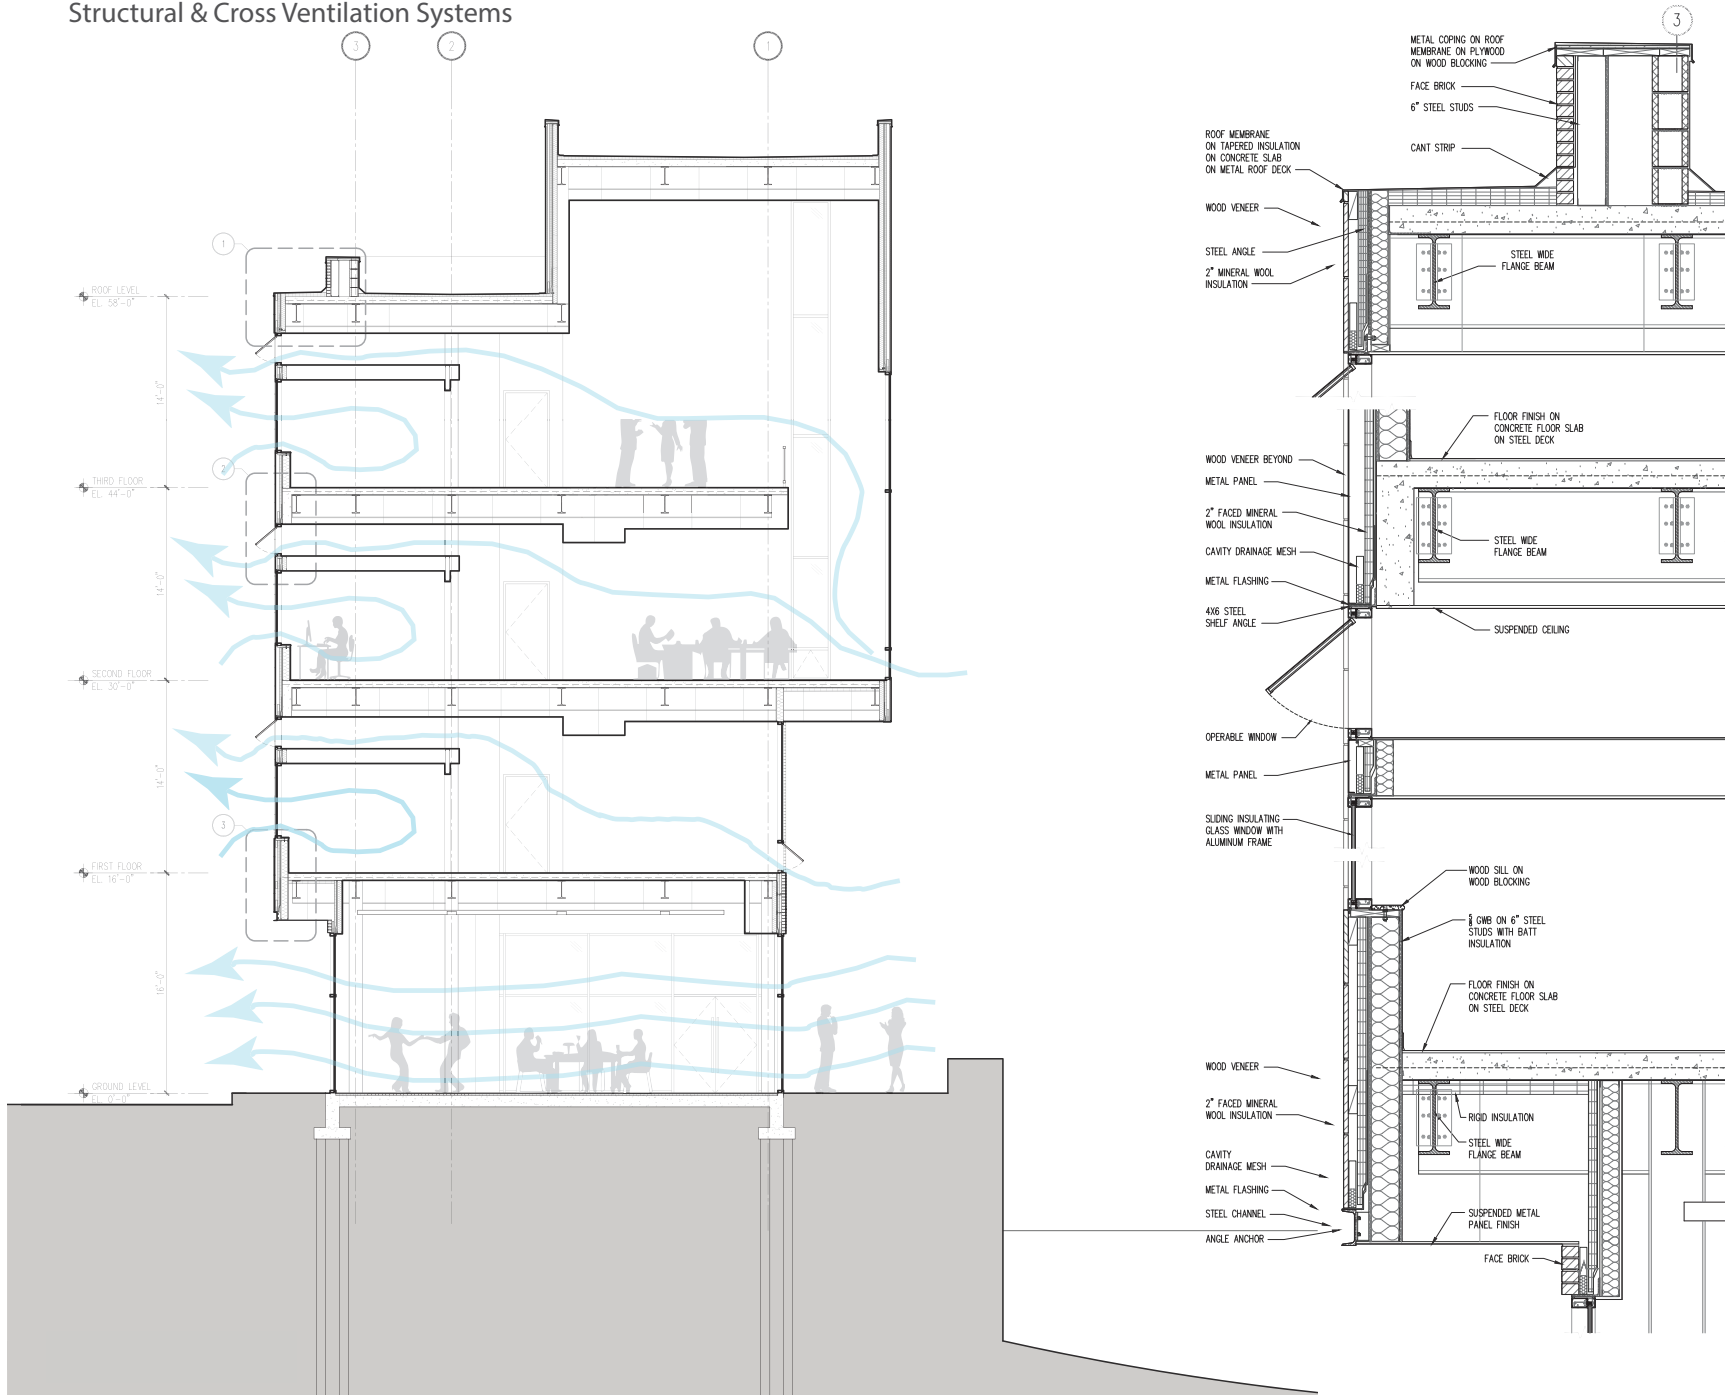 Structural & Cross Ventilation Systems
3
2
1
1
ROOF LEVEL
EL. 58'-0"
14'-0"
2
THIRD FLOOR
EL. 44'-0"
14'-0"
SECOND FLOOR
EL. 30'-0"
14'-0"
3
FIRST FLOOR
EL. 16'-0"
16'-0"
GROUND LEVEL
EL. 0'-0"
3
METAL COPING ON ROOF
MEMBRANE ON PLYWOOD
ON WOOD BLOCKING
FACE BRICK
6" STEEL STUDS
CANT STRIP
ROOF MEMBRANE
ON TAPERED INSULATION
ON CONCRETE SLAB
ON METAL ROOF DECK
WOOD VENEER
STEEL ANGLE
2" MINERAL WOOL
INSULATION
STEEL WIDE
FLANGE BEAM
FLOOR FINISH ON
CONCRETE FLOOR SLAB
ON STEEL DECK
WOOD VENEER BEYOND
METAL PANEL
2" FACED MINERAL
WOOL INSULATION
CAVITY DRAINAGE MESH
METAL FLASHING
4X6 STEEL
SHELF ANGLE
STEEL WIDE
FLANGE BEAM
SUSPENDED CEILING
OPERABLE WINDOW
METAL PANEL
SLIDING INSULATING
GLASS WINDOW WITH
ALUMINUM FRAME
WOOD SILL ON
WOOD BLOCKING
GWB ON 6" STEEL
STUDS WITH BATT
INSULATION
FLOOR FINISH ON
CONCRETE FLOOR SLAB
ON STEEL DECK
WOOD VENEER
2" FACED MINERAL
WOOL INSULATION
CAVITY
DRAINAGE MESH
METAL FLASHING
STEEL CHANNEL
ANGLE ANCHOR
RIGID INSULATION
STEEL WIDE
FLANGE BEAM
SUSPENDED METAL
PANEL FINISH
FACE BRICK